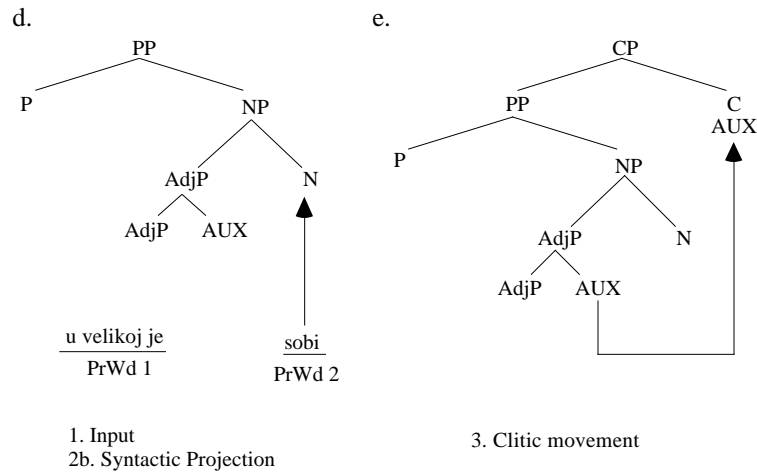 d.
PP
P
NP
AdjP
N
AdjP AUX
u velikoj je
PrWd 1
sobi
PrWd 2
1. Input
2b. Syntactic Projection
e.
CP
PP
C
AUX
P
NP
AdjP
N
AdjP AUX
3. Clitic movement